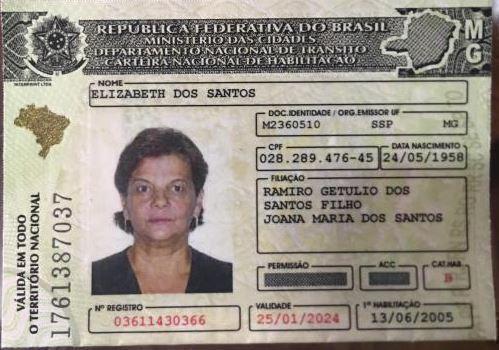 REPÚBLICA FEDERATIVA DO BRASIL
MINISTÉRIO DAS CIDADES
DEPARTAMENTO NACIONAL DE TRÂNSITO
CARTEIRA NACIONAL DE HABILITAÇÃO
MG
INTERPRINT LTDA
NOME
ELIZABETH DOS SANTOS
DOC. IDENTIDADE / ORG. EMISSOR UF
M2360510 SSP MG
CPF DATA NASCIMENTO
028.289.476-45 24/05/1958
FILIAÇÃO
RAMIRO GETULIO DOS
SANTOS FILHO
JOANA MARIA DOS SANTOS
PERMISSÃO ACC CAT. HAB.
B
Nº REGISTRO VALIDADE 1ª HABILITAÇÃO
03611430366 25/01/2024 13/06/2005
VÁLIDA EM TODO
O TERRITÓRIO NACIONAL
1761387037